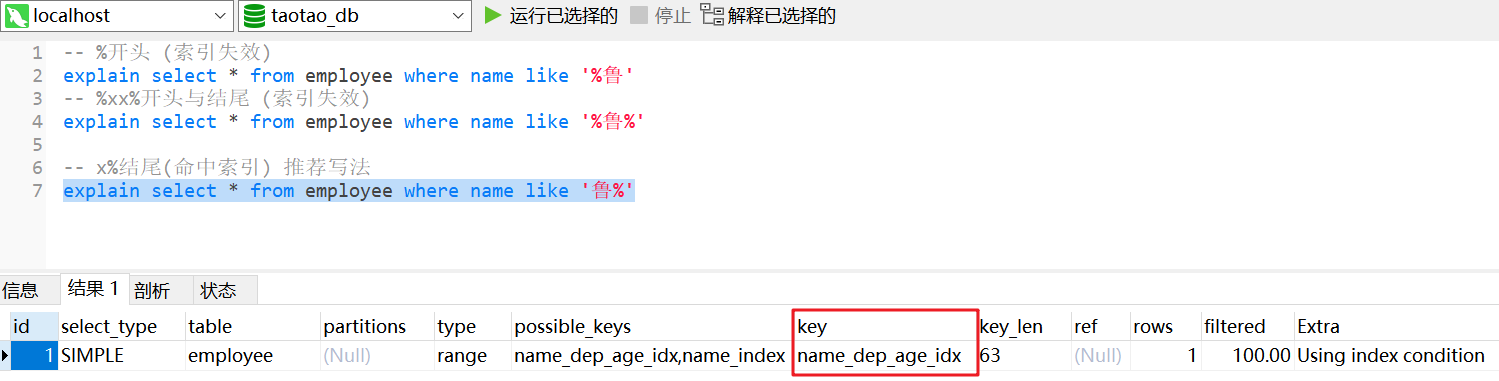 localhost taotao_db 运行已选择的 停止 解释已选择的
1 -- %开头 (索引失效)
2 explain select * from employee where name like '%鲁'
3 -- %xx%开头与结尾 (索引失效)
4 explain select * from employee where name like '%鲁%'
5
6 -- x%结尾(命中索引) 推荐写法
7 explain select * from employee where name like '鲁%'
信息 结果 1 剖析 状态
id select_type table partitions type possible_keys key key_len ref rows filtered Extra
1 SIMPLE employee (Null) range name_dep_age_idx,name_index name_dep_age_idx 63 (Null) 1 100.00 Using index condition